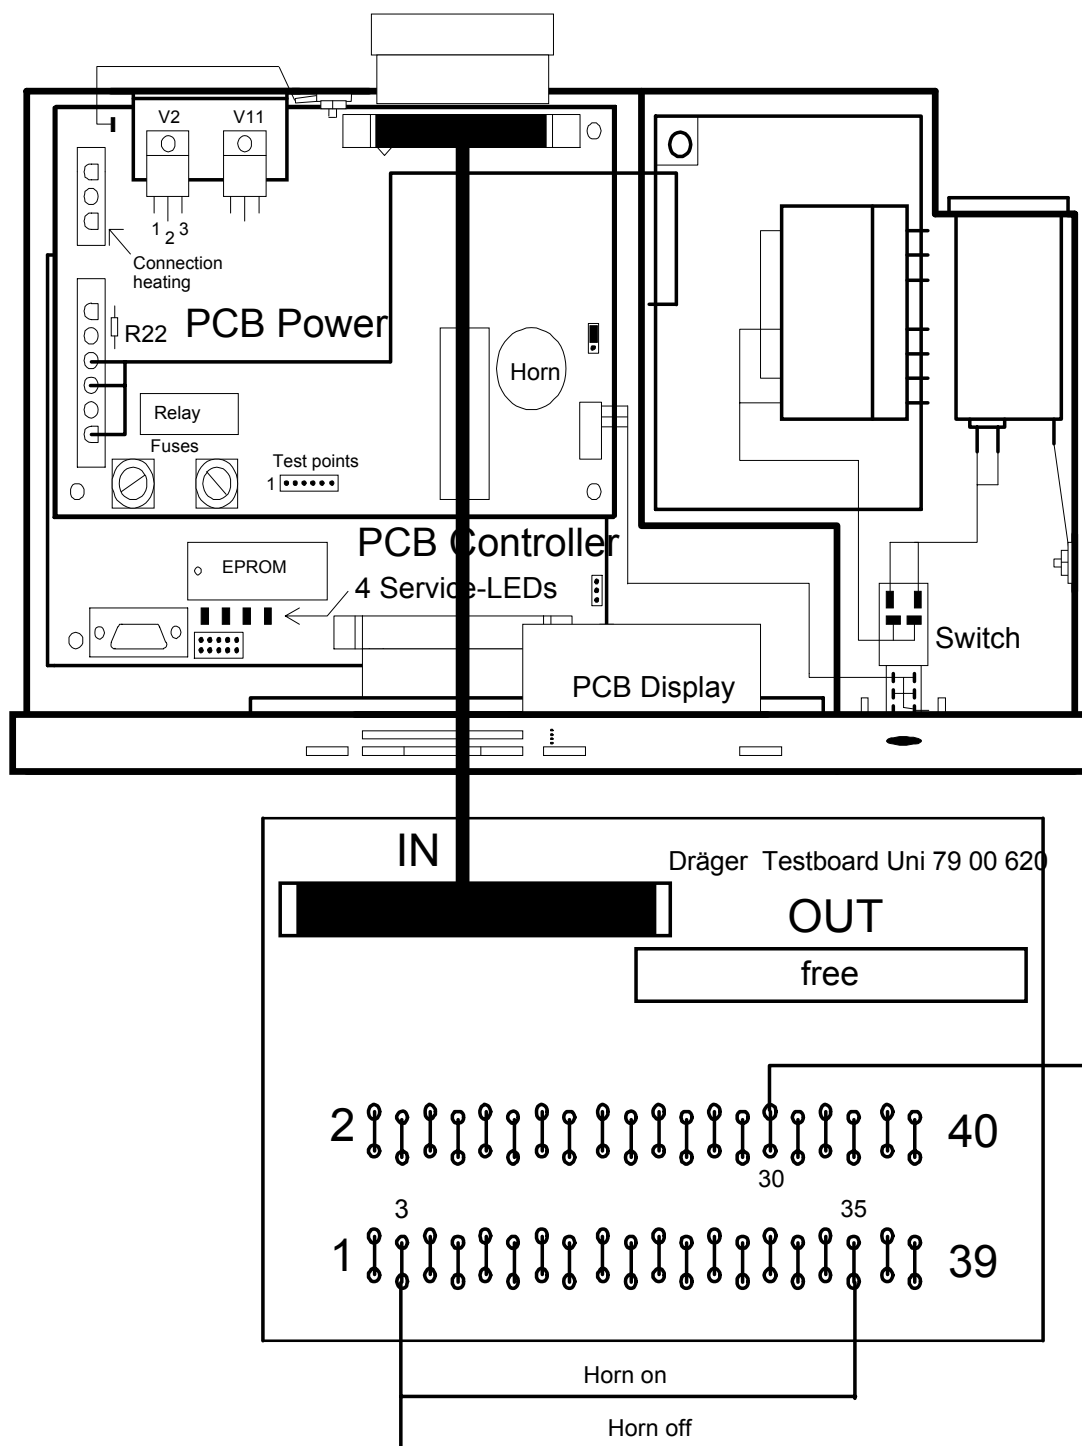 V2
V11
1
2
3
Connection
heating
PCB Power
R22
Horn
Relay
Fuses
Test points
1
PCB Controller
EPROM
4 Service-LEDs
Switch
PCB Display
IN
Dräger Testboard Uni 79 00 620
OUT
free
2
40
30
3
35
1
39
Horn on
Horn off